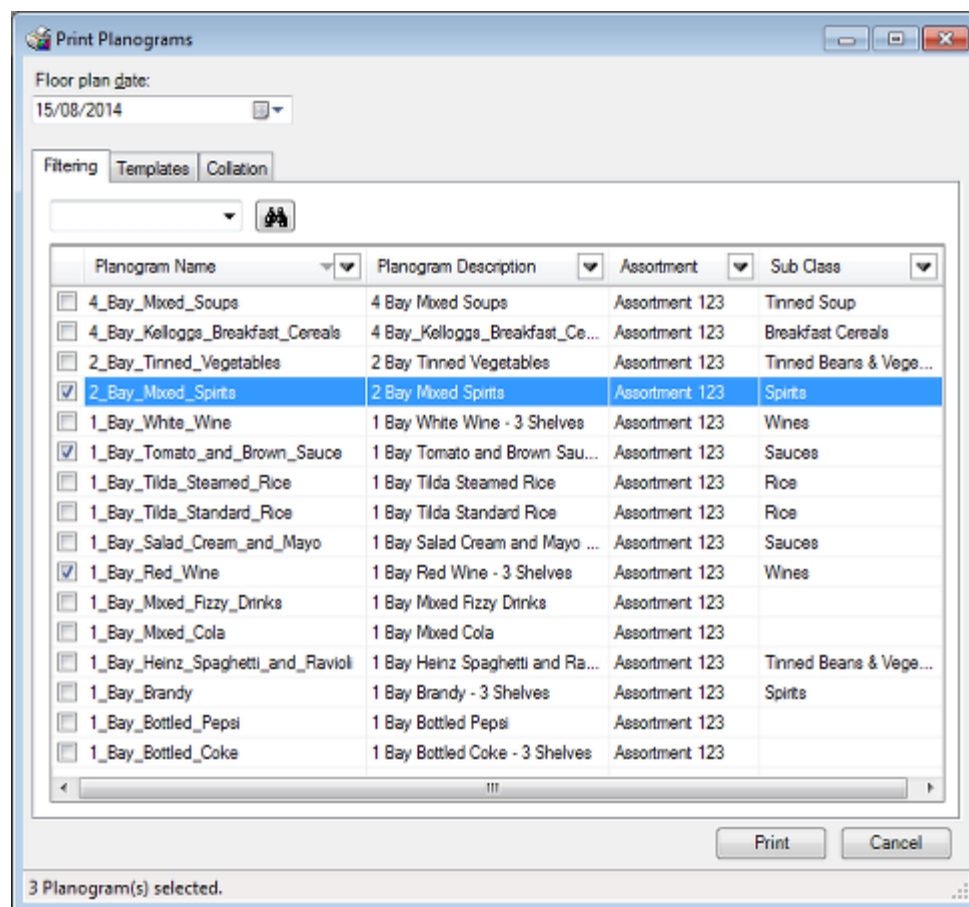 Print Planograms
Floor plan date:
15/08/2014
Filtering Templates Collation
Planogram Name Planogram Description Assortment Sub Class
4_Bay_Mixed_Soups 4 Bay Mixed Soups Assortment 123 Tinned Soup
4_Bay_Kelloggs_Breakfast_Cereals 4 Bay_Kelloggs_Breakfast_Ce... Assortment 123 Breakfast Cereals
2_Bay_Tinned_Vegetables 2 Bay Tinned Vegetables Assortment 123 Tinned Beans & Vege...
2_Bay_Mixed_Spirits 2 Bay Mixed Spirits Assortment 123 Spirits
1_Bay_White_Wine 1 Bay White Wine - 3 Shelves Assortment 123 Wines
1_Bay_Tomato_and_Brown_Sauce 1 Bay Tomato and Brown Sau... Assortment 123 Sauces
1_Bay_Tilda_Steamed_Rice 1 Bay Tilda Steamed Rice Assortment 123 Rice
1_Bay_Tilda_Standard_Rice 1 Bay Tilda Standard Rice Assortment 123 Rice
1_Bay_Salad_Cream_and_Mayo 1 Bay Salad Cream and Mayo ... Assortment 123 Sauces
1_Bay_Red_Wine 1 Bay Red Wine - 3 Shelves Assortment 123 Wines
1_Bay_Mixed_Fizzy_Drinks 1 Bay Mixed Fizzy Drinks Assortment 123
1_Bay_Mixed_Cola 1 Bay Mixed Cola Assortment 123
1_Bay_Heinz_Spaghetti_and_Ravioli 1 Bay Heinz Spaghetti and Ra... Assortment 123 Tinned Beans & Vege...
1_Bay_Brandy 1 Bay Brandy - 3 Shelves Assortment 123 Spirits
1_Bay_Bottled_Pepsi 1 Bay Bottled Pepsi Assortment 123
1_Bay_Bottled_Coke 1 Bay Bottled Coke - 3 Shelves Assortment 123
Print Cancel
3 Planogram(s) selected.